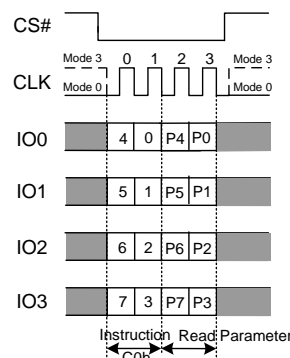 CS#
Mode 3 0 1 2 3 Mode 3
CLK
Mode 0 Mode 0
IO0 4 0 P4 P0
IO1 5 1 P5 P1
IO2 6 2 P6 P2
IO3 7 3 P7 P3
Instruction Read Parameter
C0h